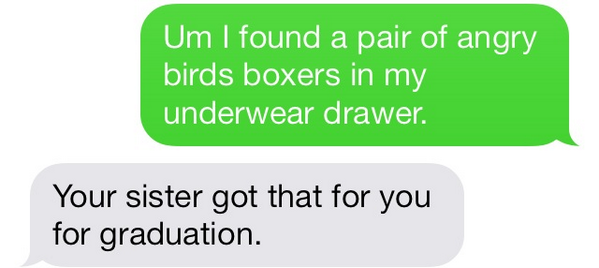 Um I found a pair of angry
birds boxers in my
underwear drawer.
Your sister got that for you
for graduation.